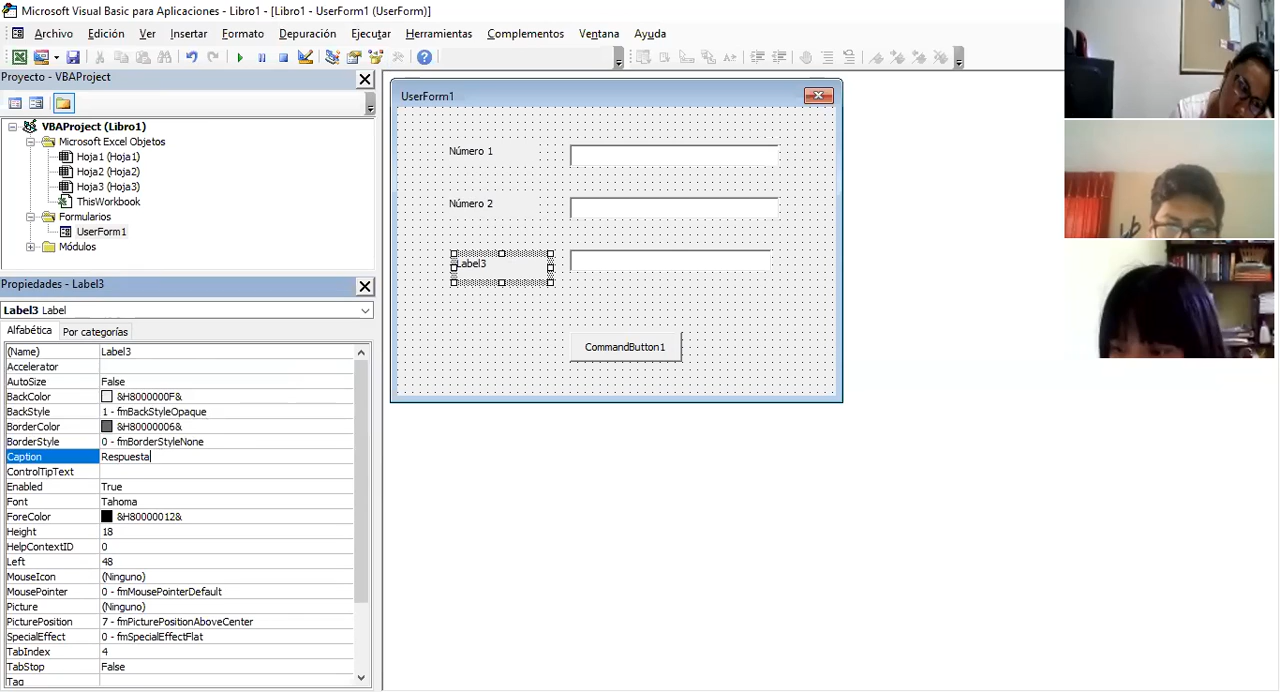 Microsoft Visual Basic para Aplicaciones - Libro1 - [Libro1 - UserForm1 (UserForm)]
Archivo Edición Ver Insertar Formato Depuración Ejecutar Herramientas Complementos Ventana Ayuda
Proyecto - VBAProject
VBAProject (Libro1)
Microsoft Excel Objetos
Hoja1 (Hoja1)
Hoja2 (Hoja2)
Hoja3 (Hoja3)
ThisWorkbook
Formularios
UserForm1
Módulos
Propiedades - Label3
Label3 Label
Alfabética Por categorías
(Name) Label3
Accelerator
AutoSize False
BackColor &H8000000F&
BackStyle 1 - fmBackStyleOpaque
BorderColor &H80000006&
BorderStyle 0 - fmBorderStyleNone
Caption Respuesta
ControlTipText
Enabled True
Font Tahoma
ForeColor &H80000012&
Height 18
HelpContextID 0
Left 48
MouseIcon (Ninguno)
MousePointer 0 - fmMousePointerDefault
Picture (Ninguno)
PicturePosition 7 - fmPicturePositionAboveCenter
SpecialEffect 0 - fmSpecialEffectFlat
TabIndex 4
TabStop False
Tag
UserForm1
Número 1
Número 2
Label3
CommandButton1